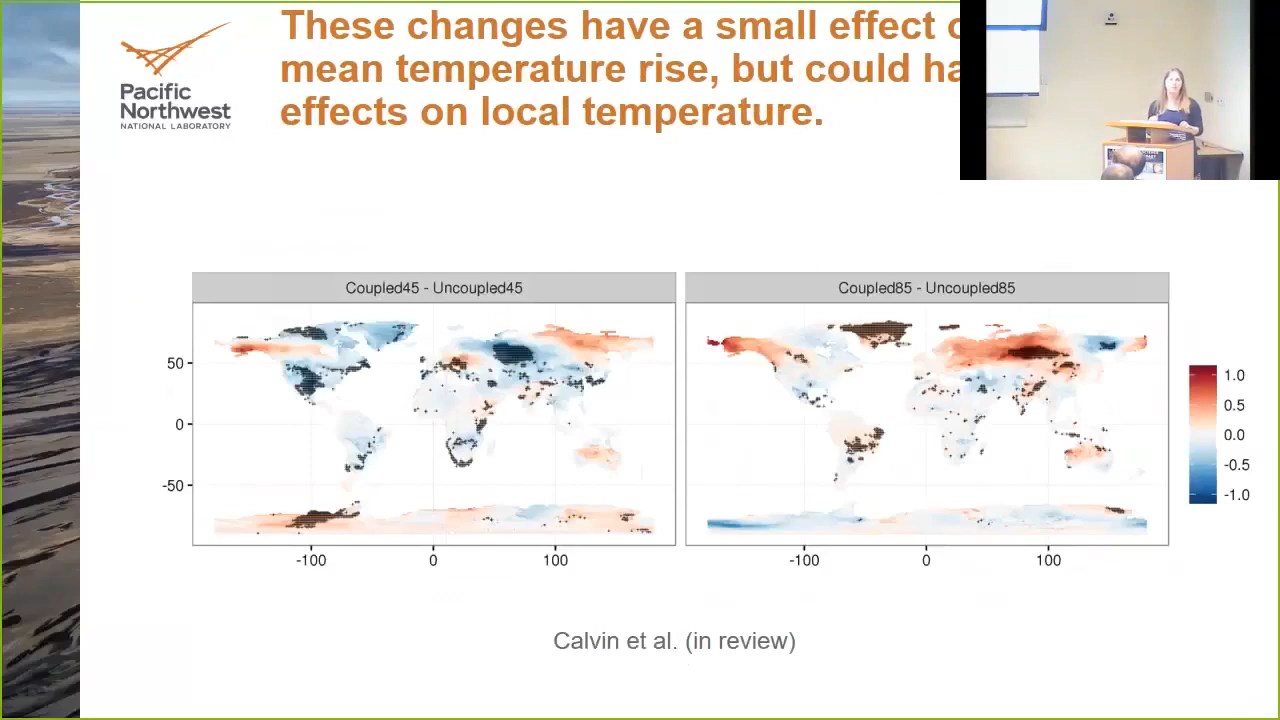 These changes have a small effect
mean temperature rise, but could
effects on local temperature.
Pacific
Northwest
NATIONAL LABORATORY
Coupled45 - Uncoupled45
Coupled85 - Uncoupled85
50
0
-50
-100
0
100
-100
0
100
1.0
0.5
0.0
-0.5
-1.0
Calvin et al. (in review)